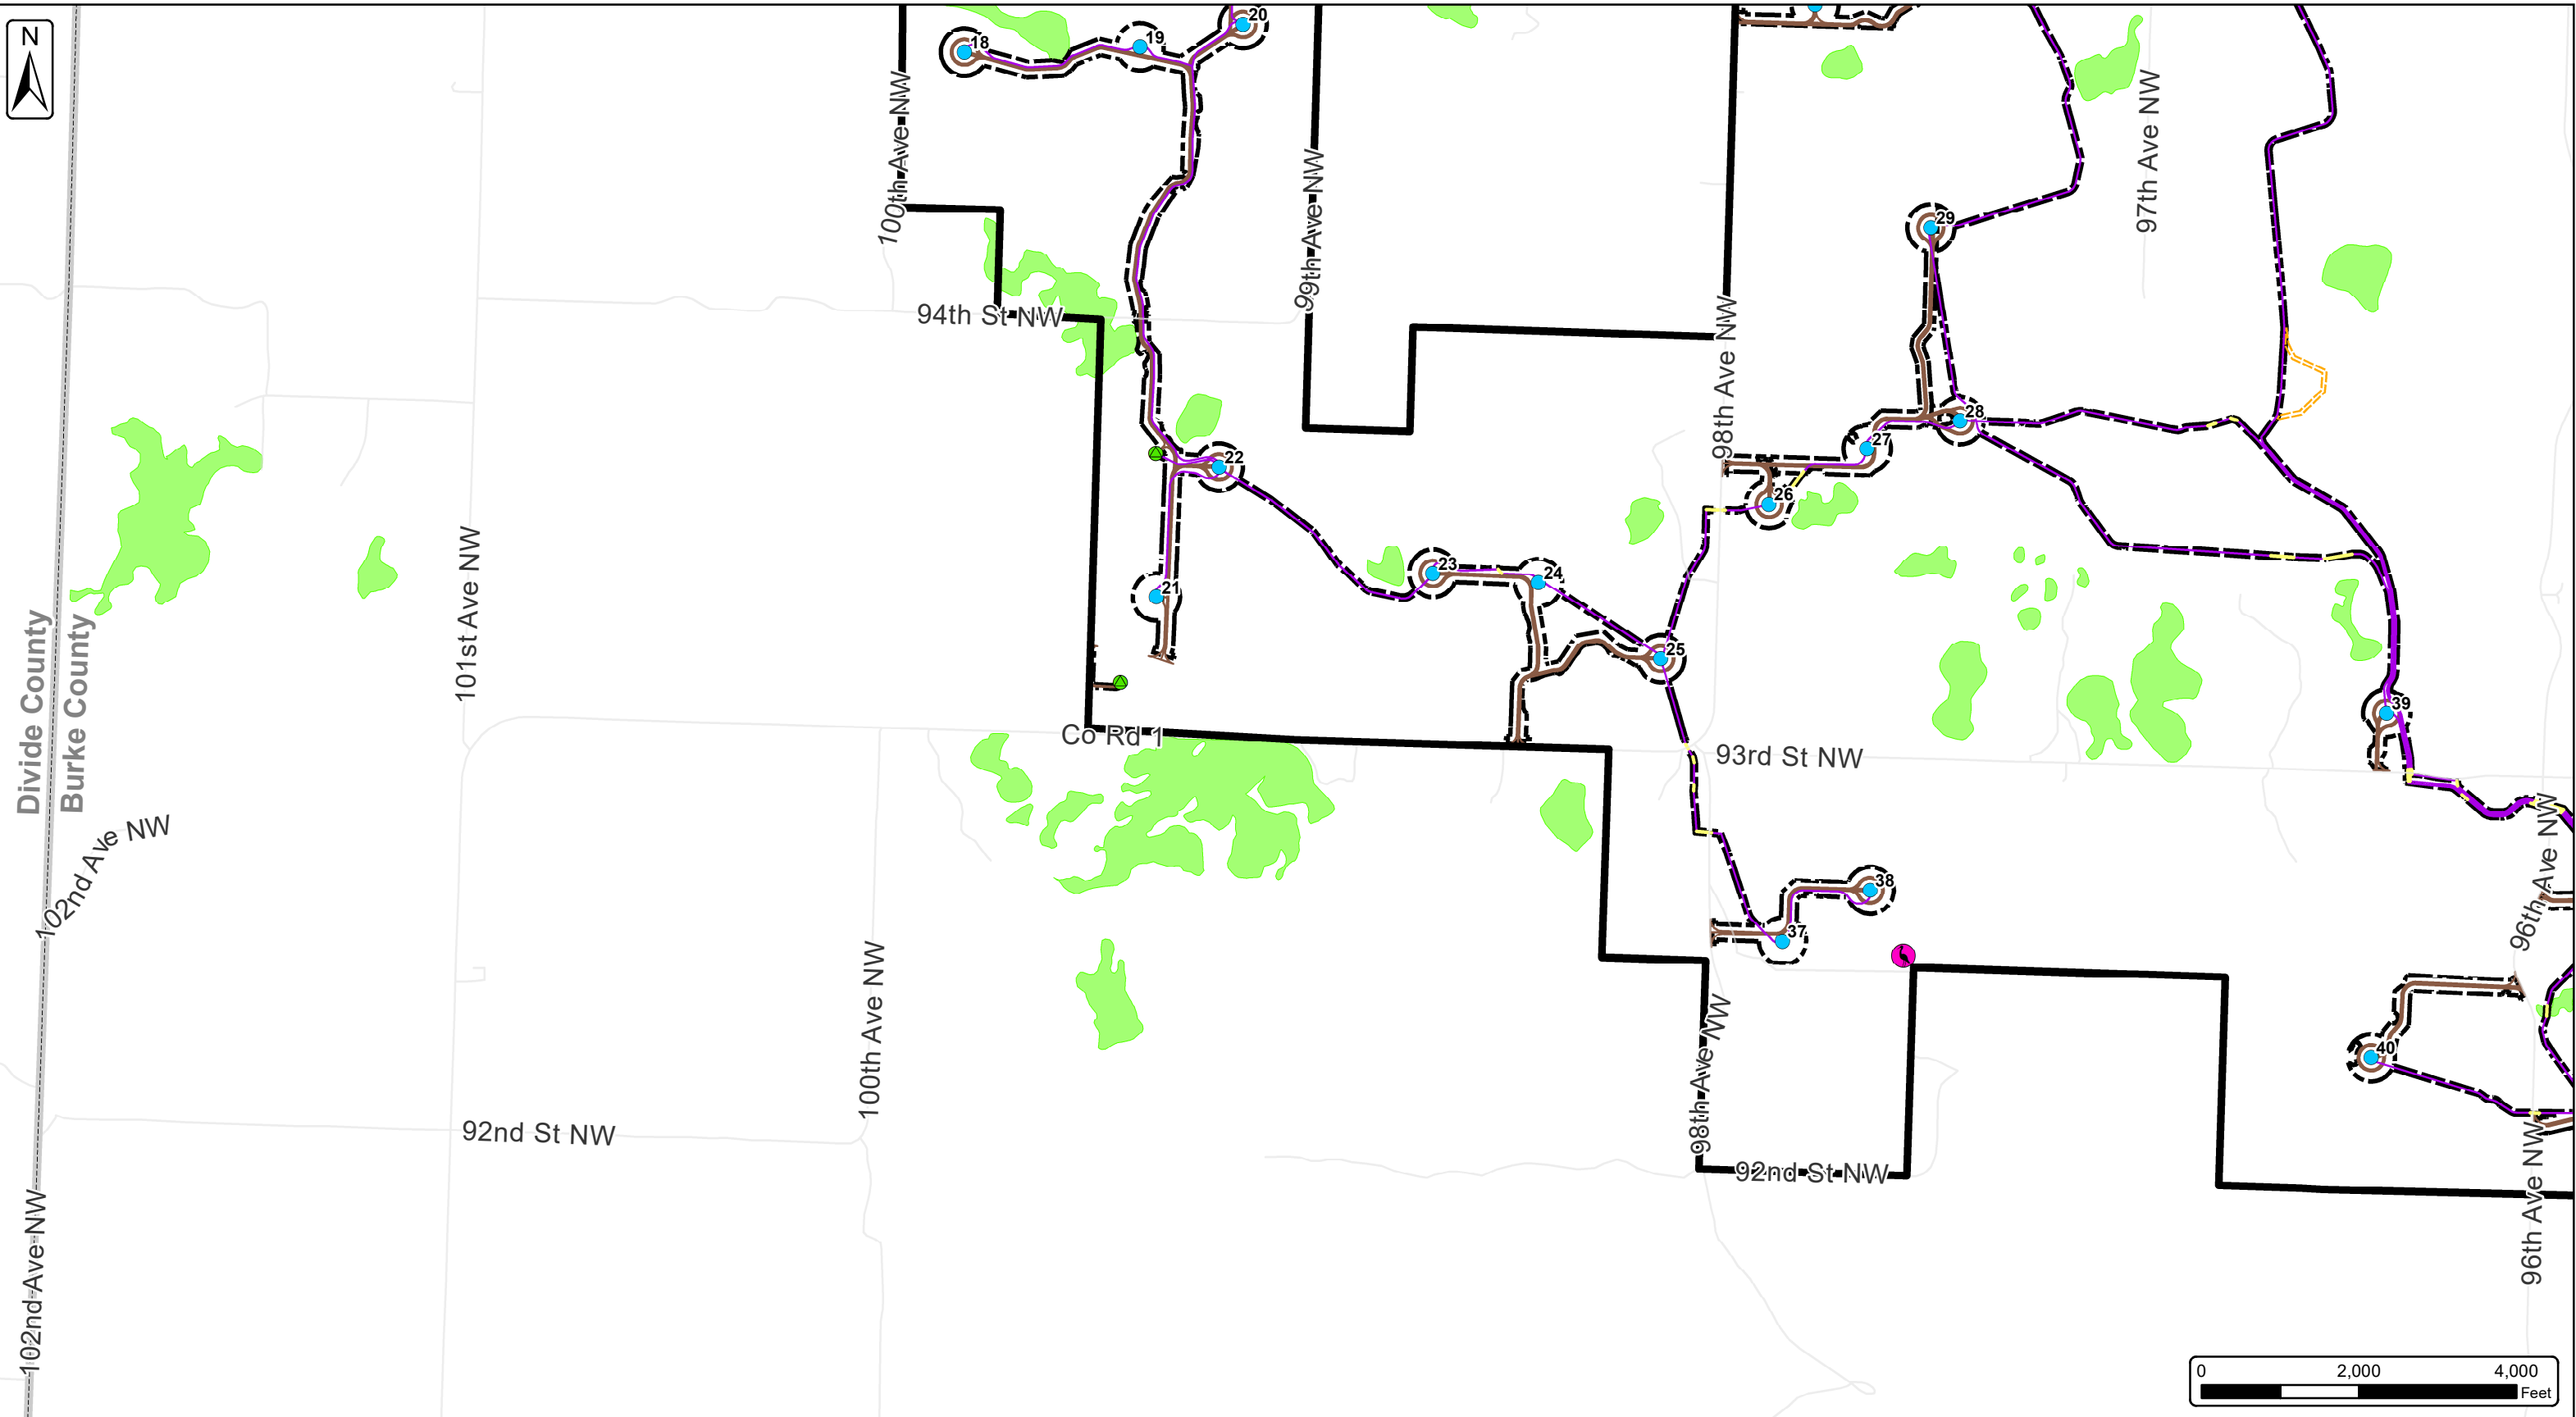 N
18
19
20
100th Ave NW
99th Ave NW
97th Ave NW
29
94th St NW
98th Ave NW
28
27
22
26
23
24
21
101st Ave NW
25
Divide County
Burke County
39
Co Rd 1
93rd St NW
102nd Ave NW
96th Ave NW
38
37
100th Ave NW
98th Ave NW
40
92nd St NW
92nd St NW
96th Ave NW
102nd Ave NW
0 2,000 4,000
Feet